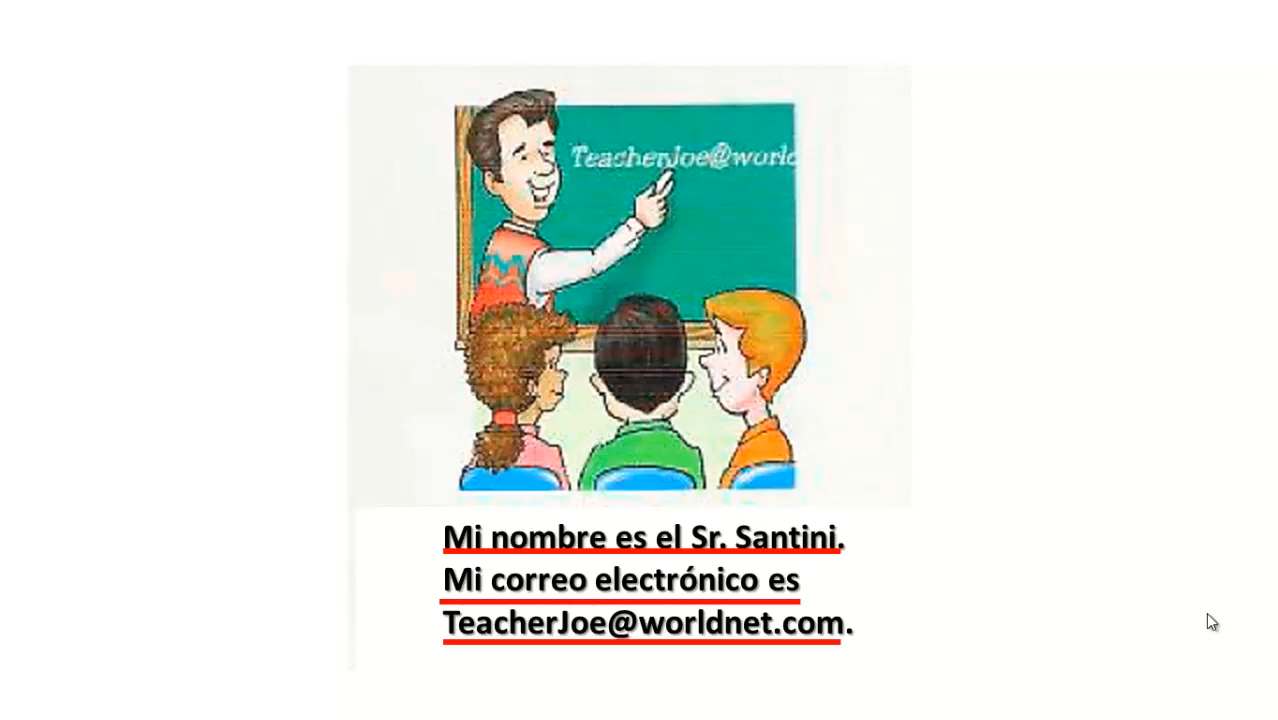 TeacherJoe@world
Mi nombre es el Sr. Santini.
Mi correo electrónico es
TeacherJoe@worldnet.com.